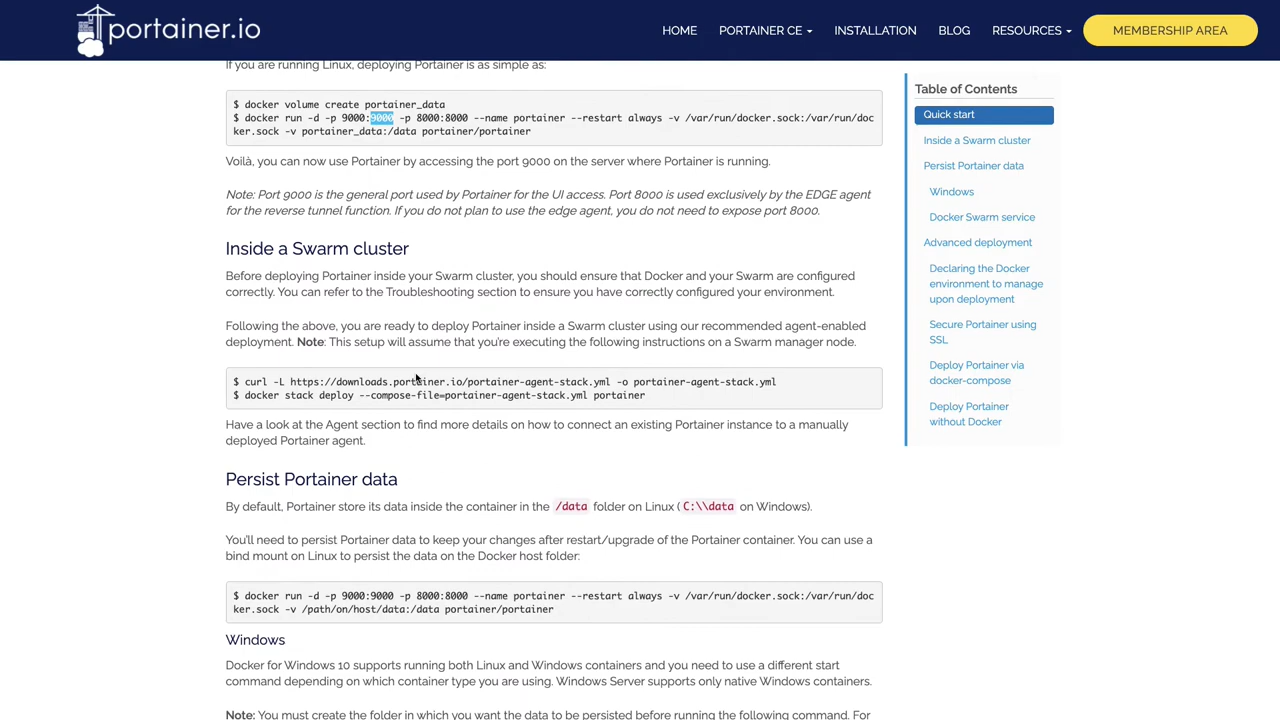 portainer.io
HOME
PORTAINER CE
INSTALLATION
BLOG
RESOURCES
MEMBERSHIP AREA
If you are running Linux, deploying Portainer is as simple as:
$ docker volume create portainer_data
$ docker run -d -p 9000:9000 -p 8000:8000 --name portainer --restart always -v /var/run/docker.sock:/var/run/doc
ker.sock -v portainer_data:/data portainer/portainer
Voilà, you can now use Portainer by accessing the port 9000 on the server where Portainer is running.
Note: Port 9000 is the general port used by Portainer for the UI access. Port 8000 is used exclusively by the EDGE agent
for the reverse tunnel function. If you do not plan to use the edge agent, you do not need to expose port 8000.
Inside a Swarm cluster
Before deploying Portainer inside your Swarm cluster, you should ensure that Docker and your Swarm are configured
correctly. You can refer to the Troubleshooting section to ensure you have correctly configured your environment.
Following the above, you are ready to deploy Portainer inside a Swarm cluster using our recommended agent-enabled
deployment. Note: This setup will assume that you're executing the following instructions on a Swarm manager node.
$ curl -L https://downloads.portainer.io/portainer-agent-stack.yml -o portainer-agent-stack.yml
$ docker stack deploy --compose-file=portainer-agent-stack.yml portainer
Have a look at the Agent section to find more details on how to connect an existing Portainer instance to a manually
deployed Portainer agent.
Persist Portainer data
By default, Portainer store its data inside the container in the /data folder on Linux (C:\\data on Windows).
You'll need to persist Portainer data to keep your changes after restart/upgrade of the Portainer container. You can use a
bind mount on Linux to persist the data on the Docker host folder:
$ docker run -d -p 9000:9000 -p 8000:8000 --name portainer --restart always -v /var/run/docker.sock:/var/run/doc
ker.sock -v /path/on/host/data:/data portainer/portainer
Windows
Docker for Windows 10 supports running both Linux and Windows containers and you need to use a different start
command depending on which container type you are using. Windows Server supports only native Windows containers.
Note: You must create the folder in which you want the data to be persisted before running the following command. For
Table of Contents
Quick start
Inside a Swarm cluster
Persist Portainer data
Windows
Docker Swarm service
Advanced deployment
Declaring the Docker
environment to manage
upon deployment
Secure Portainer using
SSL
Deploy Portainer via
docker-compose
Deploy Portainer
without Docker